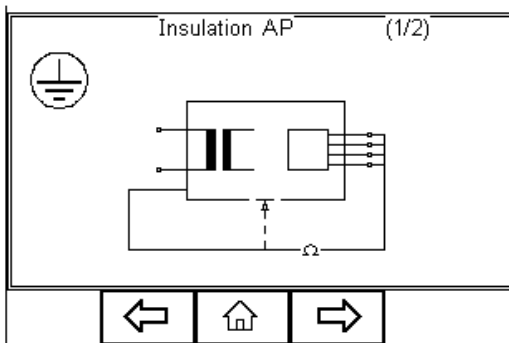 Insulation AP (1/2)
Ω